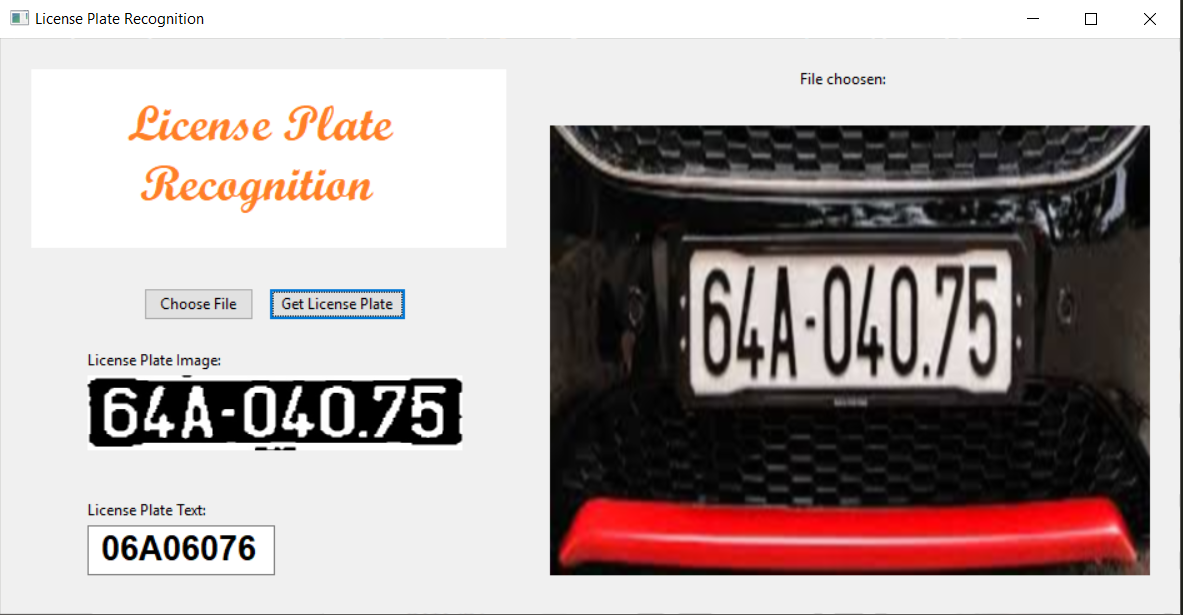 License Plate Recognition
License Plate
Recognition
Choose File
Get License Plate
License Plate Image:
64A-040.75
License Plate Text:
06A06076
File choosen:
64A-040.75